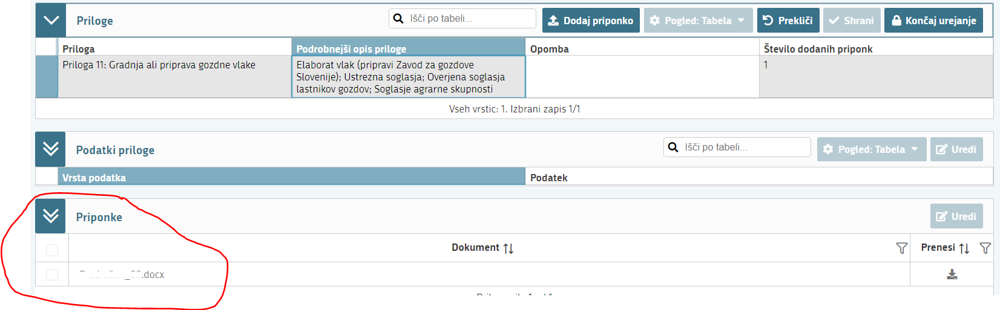 Priloge
Išči po tabeli...
Dodaj priponko
Pogled: Tabela
Prekliči
Shrani
Končaj urejanje
Priloga
Podrobnejši opis priloge
Opomba
Število dodanih priponk
Priloga 11: Gradnja ali priprava gozdne vlake
Elaborat vlak (pripravi Zavod za gozdove
Slovenije); Ustrezna soglasja; Overjena soglasja
lastnikov gozdov; Soglasje agrarne skupnosti
1
Vseh vrstic: 1. Izbrani zapis 1/1
Podatki priloge
Išči po tabeli...
Pogled: Tabela
Uredi
Vrsta podatka
Podatek
Priponke
Uredi
Dokument
Prenesi
.docx